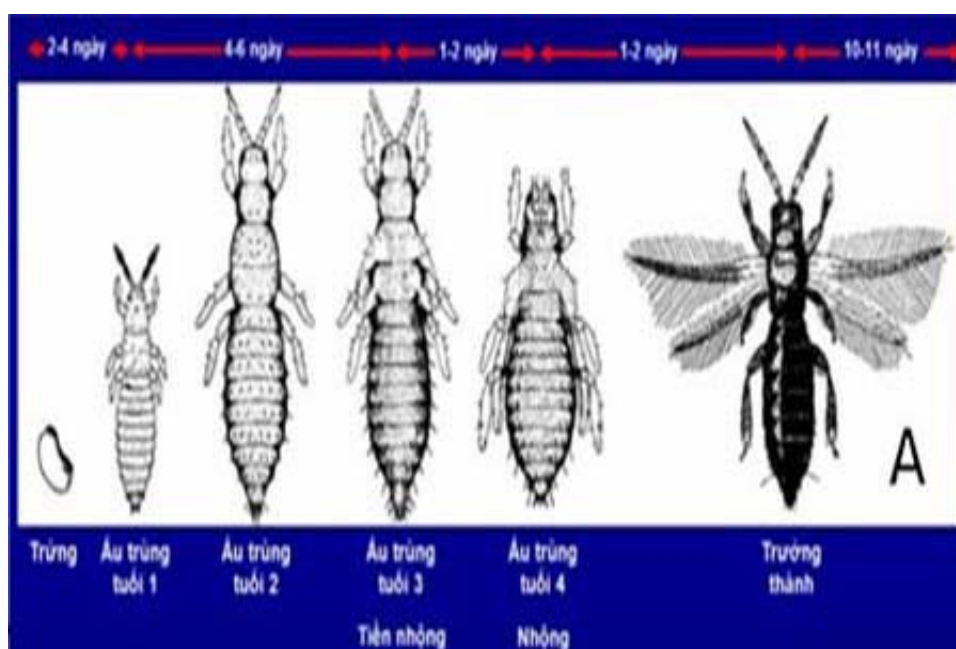 2-4 ngày 4-6 ngày 1-2 ngày 1-2 ngày 10-11 ngày
A
Trứng Ấu trùng Ấu trùng Ấu trùng Ấu trùng Trưởng
tuổi 1 tuổi 2 tuổi 3 tuổi 4 thành
Tiền nhộng Nhộng